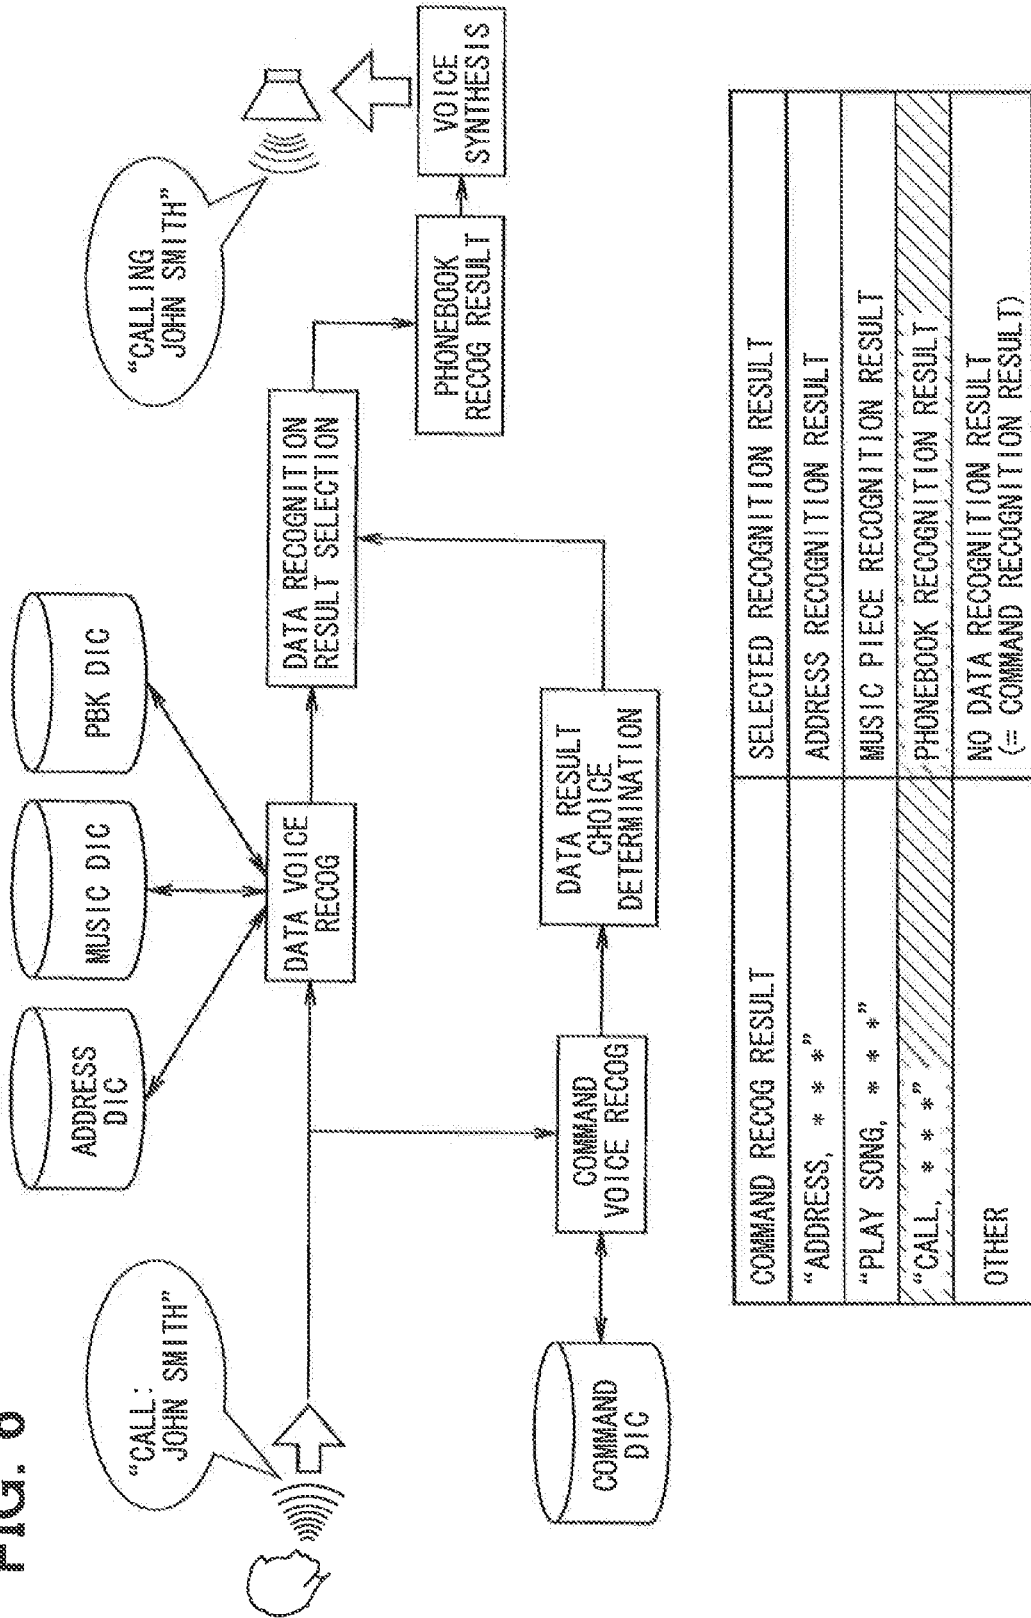 FIG. 6
"CALL:
JOHN SMITH"
ADDRESS
DIC
MUSIC DIC
PBK DIC
"CALLING
JOHN SMITH"
DATA VOICE
RECOG
DATA RECOGNITION
RESULT SELECTION
PHONEBOOK
RECOG RESULT
VOICE
SYNTHESIS
COMMAND
DIC
COMMAND
VOICE RECOG
DATA RESULT
CHOICE
DETERMINATION
COMMAND RECOG RESULT
SELECTED RECOGNITION RESULT
"ADDRESS, * * *"
ADDRESS RECOGNITION RESULT
"PLAY SONG, * * *"
MUSIC PIECE RECOGNITION RESULT
"CALL, * * *"
PHONEBOOK RECOGNITION RESULT
OTHER
NO DATA RECOGNITION RESULT
(= COMMAND RECOGNITION RESULT)